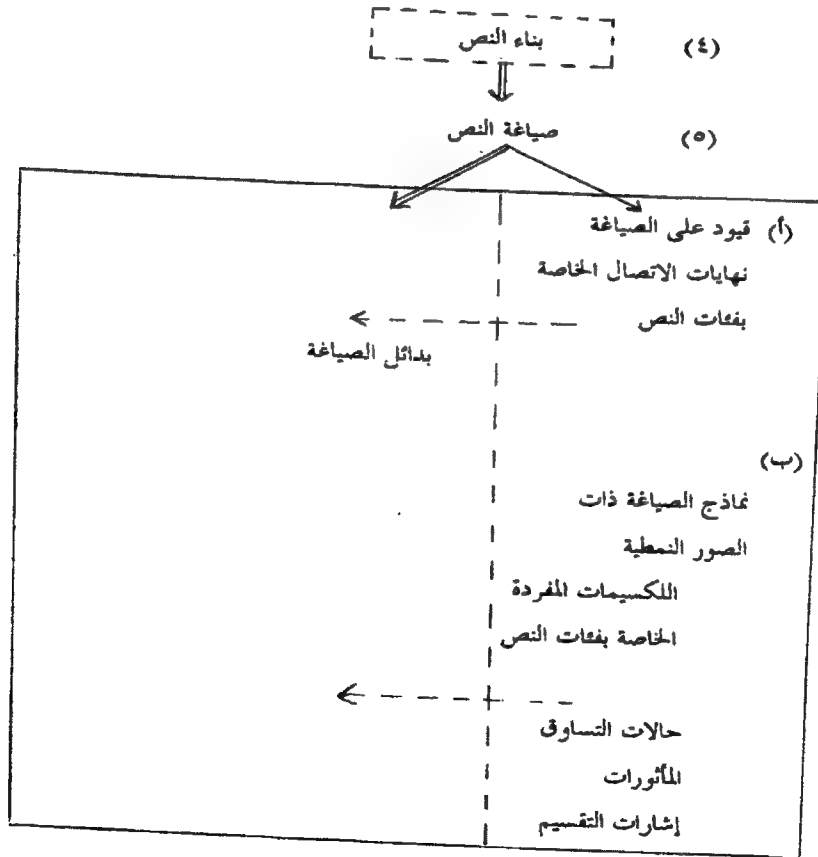 (٤) بناء النص
(٥) صياغة النص
(أ) قيود على الصياغة
نهايات الاتصال الخاصة
بفئات النص
بدائل الصياغة
(ب)
نماذج الصياغة ذات
الصور النمطية
اللكسيمات المفردة
الخاصة بفئات النص
حالات التساوق
المأثورات
إشارات التقسيم